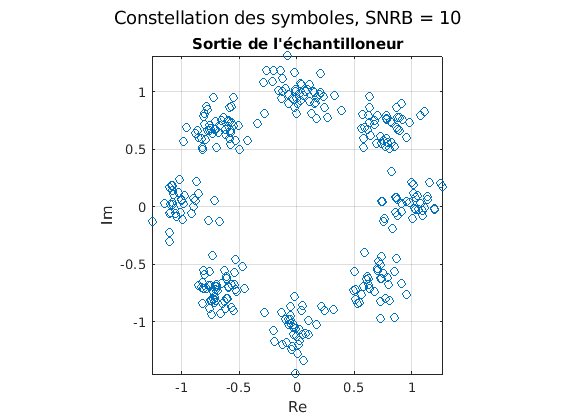 Constellation des symboles, SNRB = 10
Sortie de l'échantilloneur
1
0.5
0
-0.5
-1
Im
-1 -0.5 0 0.5 1
Re